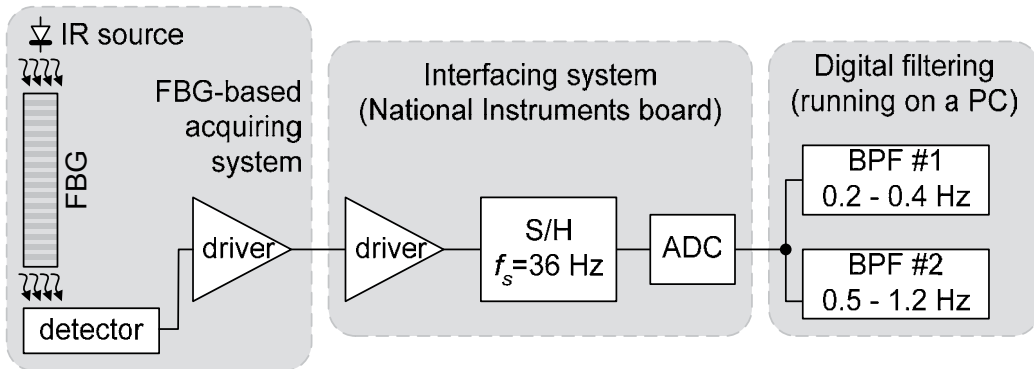 IR source
FBG-based
acquiring
system
FBG
detector
driver
Interfacing system
(National Instruments board)
driver
S/H
fs=36 Hz
ADC
Digital filtering
(running on a PC)
BPF #1
0.2 - 0.4 Hz
BPF #2
0.5 - 1.2 Hz